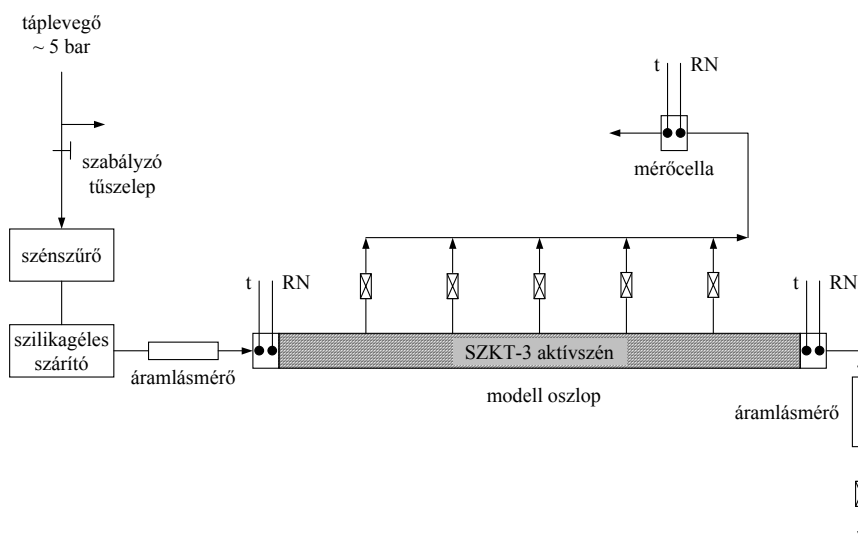 táplevegő
~ 5 bar
szabályzó
tűszelep
szénszűrő
szilikagéles
szárító
áramlásmérő
t
RN
SZKT-3 aktívszén
modell oszlop
t
RN
mérőcella
t
RN
áramlásmérő